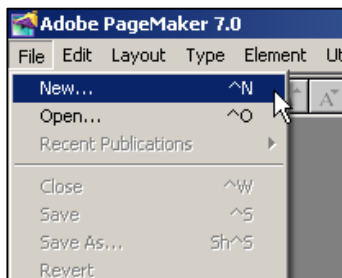 Adobe PageMaker 7.0
File Edit Layout Type Element Ut
New... ^N
Open... ^O
Recent Publications
Close ^W
Save ^S
Save As... Sh^S
Revert